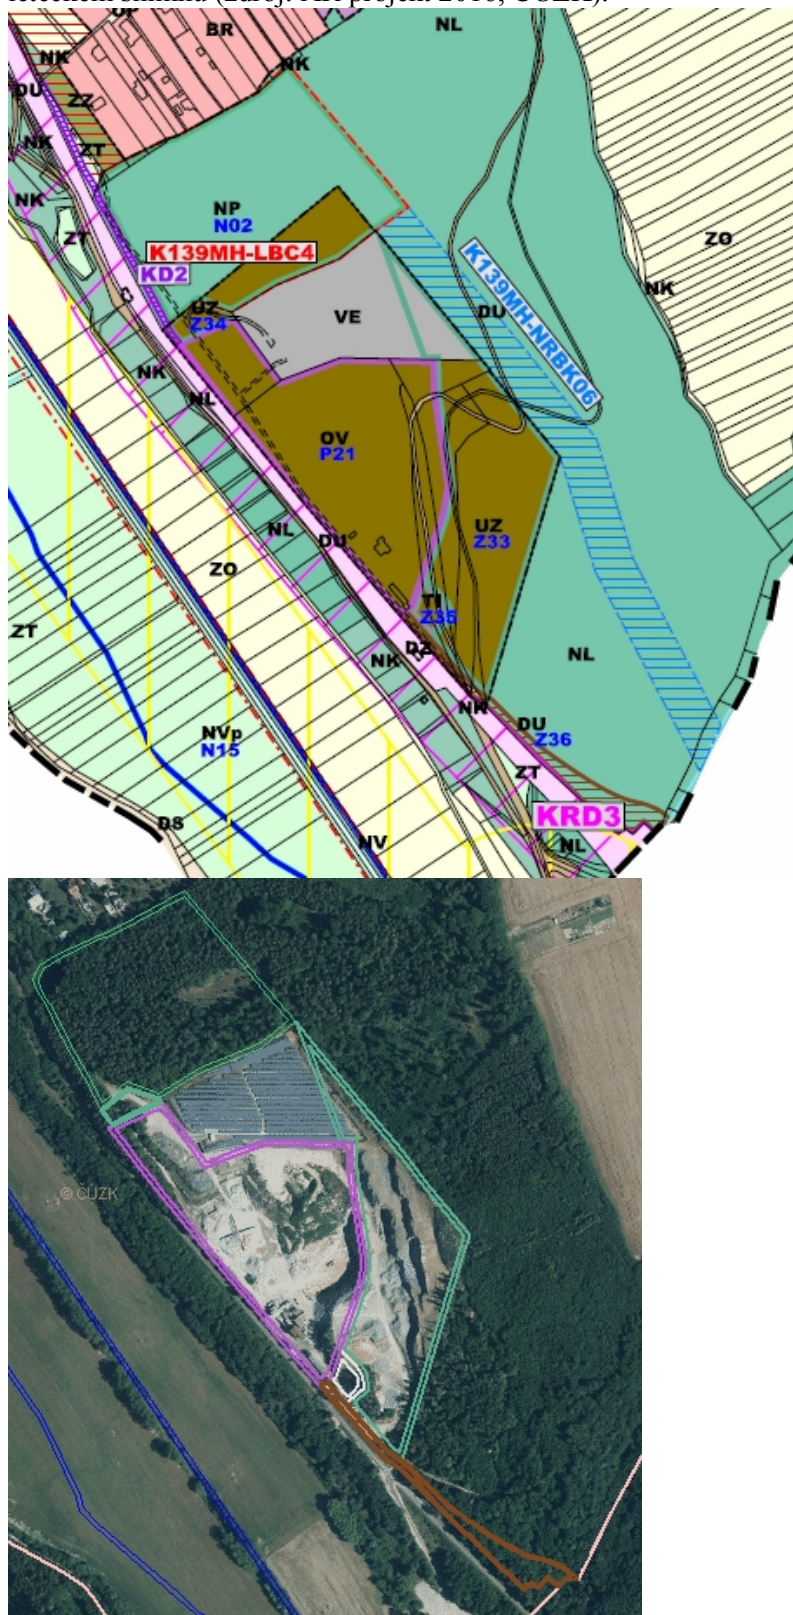 NL
BR
NK
NK
DU
ZZ
NK
ZT
NK
NP
N02
ZT
K139MH-LBC4
KD2
ZO
NK
K139MH-NRBK06
DU
UZ
Z34
VE
NK
NL
OV
P21
NL
DU
UZ
Z33
ZO
TI
Z35
ZT
DZ
NK
NL
NK
NVp
N15
DU
Z36
ZT
KRD3
DS
NV
NL
© ČÚZK